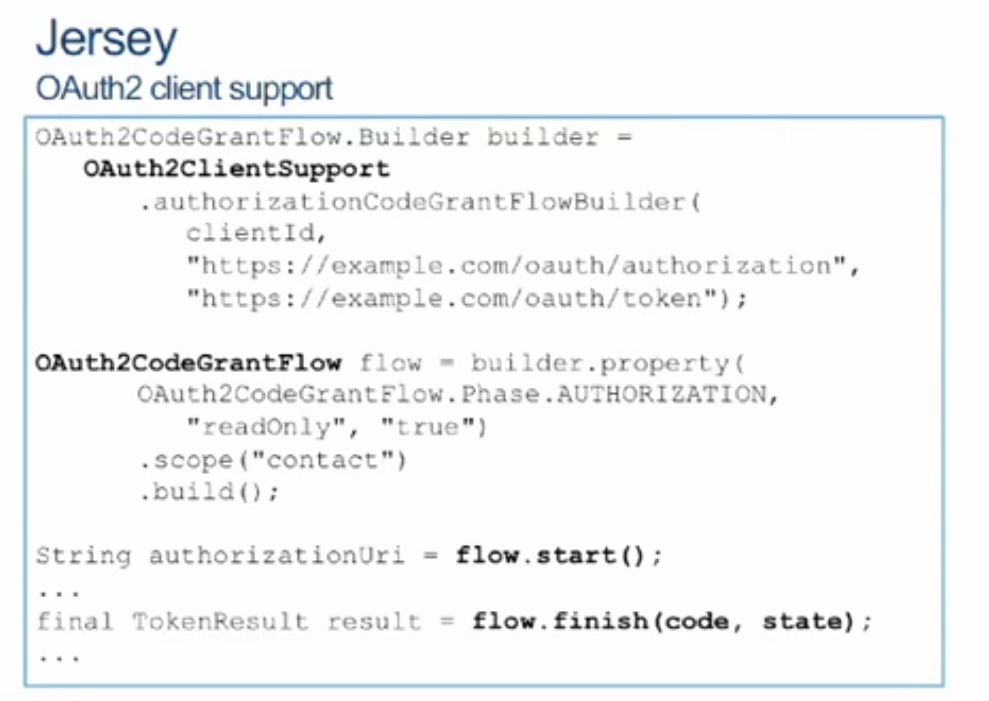 Jersey
OAuth2 client support
OAuth2CodeGrantFlow.Builder builder =
OAuth2ClientSupport
.authorizationCodeGrantFlowBuilder(
clientId,
"https://example.com/oauth/authorization",
"https://example.com/oauth/token");
OAuth2CodeGrantFlow flow = builder.property(
OAuth2CodeGrantFlow.Phase.AUTHORIZATION,
"readOnly", "true")
.scope("contact")
.build();
String authorizationUri = flow.start();
...
final TokenResult result = flow.finish(code, state);
...